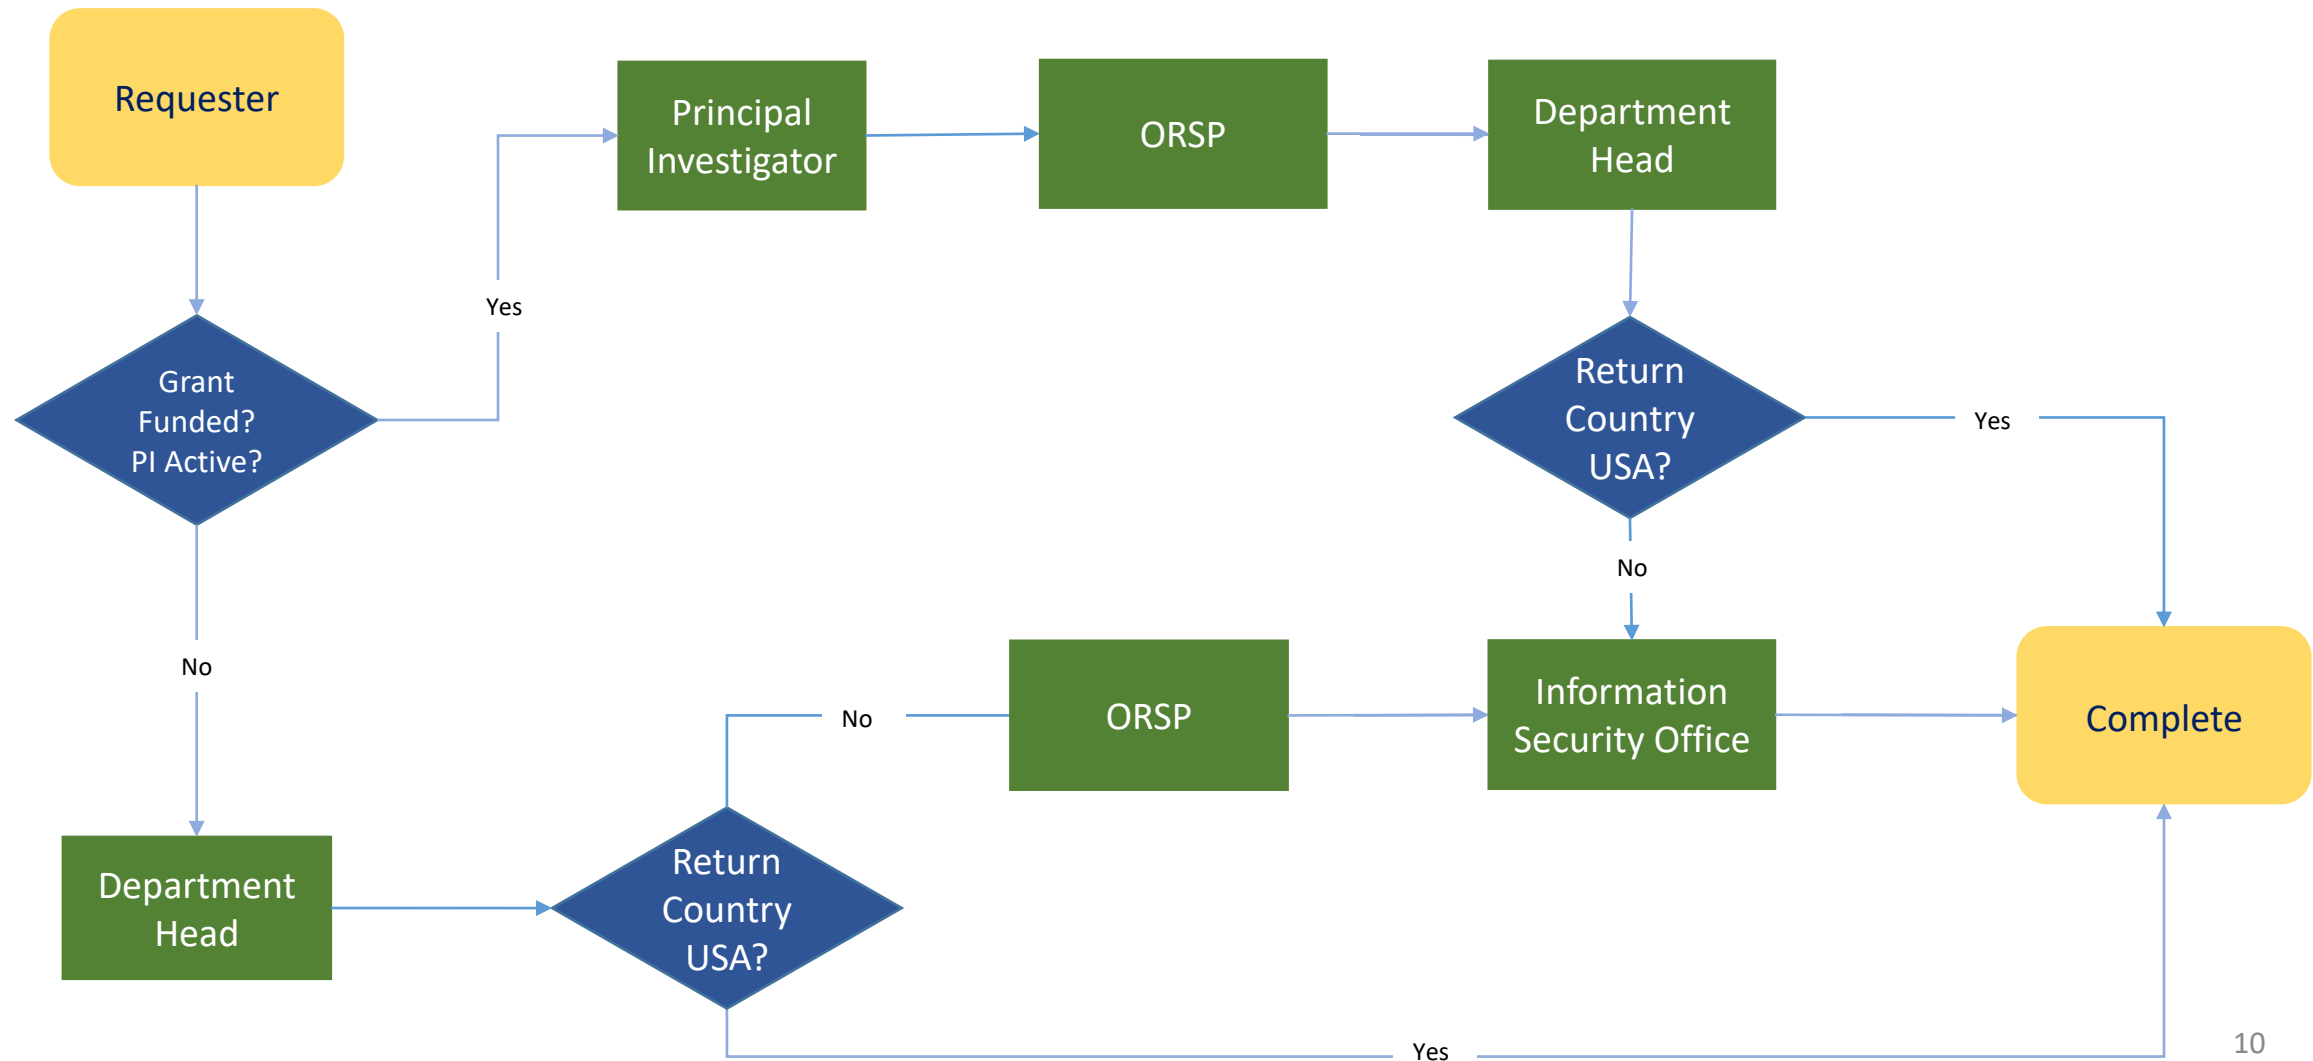 Requester
Principal
Investigator
ORSP
Department
Head
Yes
Grant
Funded?
PI Active?
Return
Country
USA?
Yes
No
No
No
ORSP
Information
Security Office
Complete
Department
Head
Return
Country
USA?
Yes
10